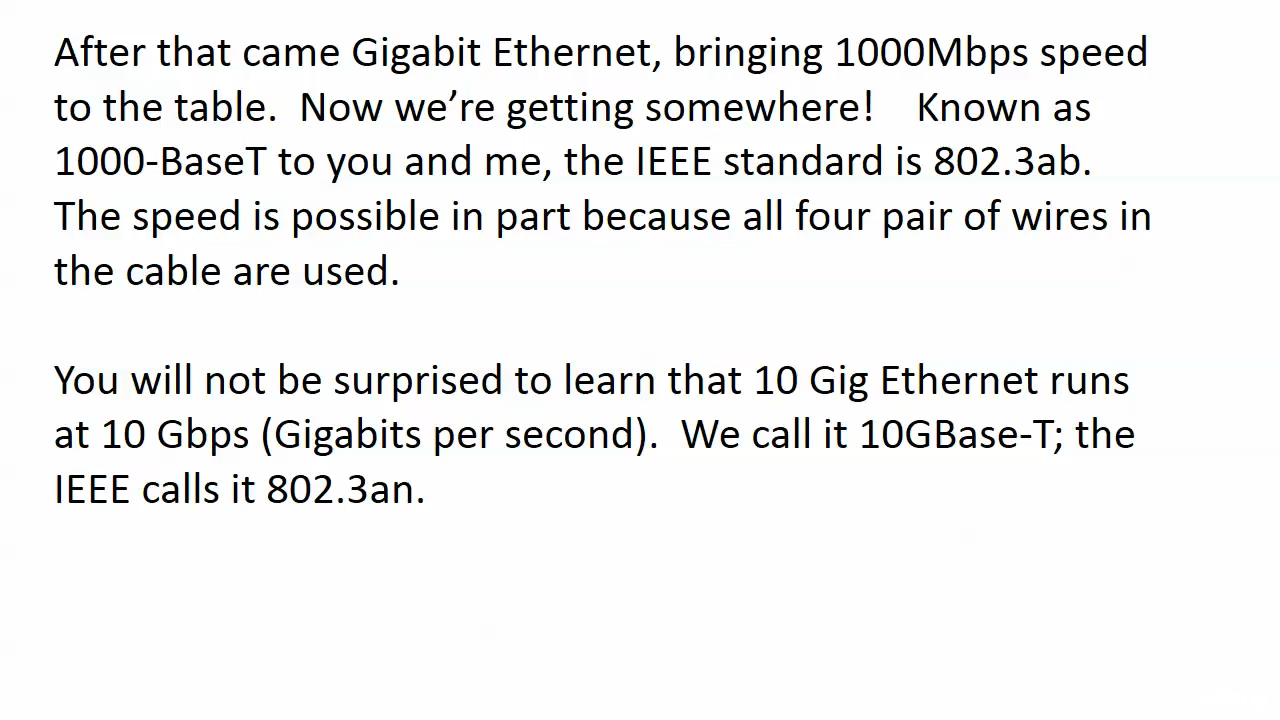 After that came Gigabit Ethernet, bringing 1000Mbps speed
to the table.  Now we’re getting somewhere!    Known as
1000-BaseT to you and me, the IEEE standard is 802.3ab.
The speed is possible in part because all four pair of wires in
the cable are used.
You will not be surprised to learn that 10 Gig Ethernet runs
at 10 Gbps (Gigabits per second).  We call it 10GBase-T; the
IEEE calls it 802.3an.